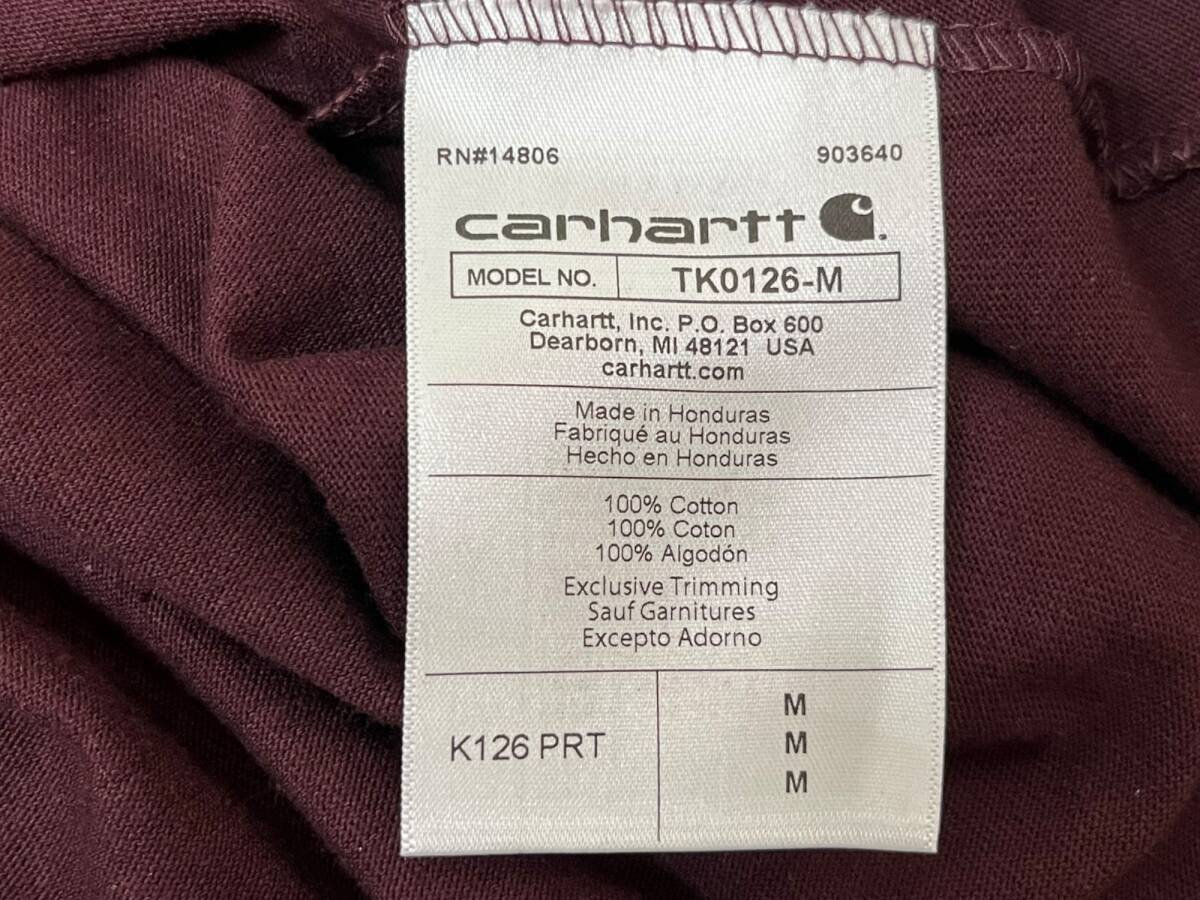 RN#14806 903640
carhartt
MODEL NO. TK0126-M
Carhartt, Inc. P.O. Box 600
Dearborn, MI 48121 USA
carhartt.com
Made in Honduras
Fabriqué au Honduras
Hecho en Honduras
100% Cotton
100% Coton
100% Algodón
Exclusive Trimming
Sauf Garnitures
Excepto Adorno
K126 PRT
M
M
M